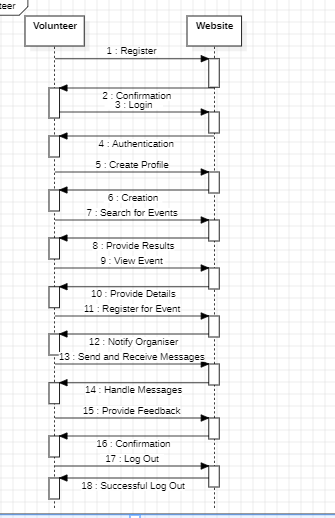 Volunteer
Website
1 : Register
2 : Confirmation
3 : Login
4 : Authentication
5 : Create Profile
6 : Creation
7 : Search for Events
8 : Provide Results
9 : View Event
10 : Provide Details
11 : Register for Event
12 : Notify Organiser
13 : Send and Receive Messages
14 : Handle Messages
15 : Provide Feedback
16 : Confirmation
17 : Log Out
18 : Successful Log Out